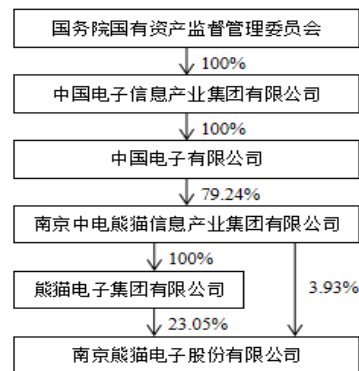 国务院国有资产监督管理委员会
100%
中国电子信息产业集团有限公司
100%
中国电子有限公司
79.24%
南京中电熊猫信息产业集团有限公司
100%
熊猫电子集团有限公司
3.93%
23.05%
南京熊猫电子股份有限公司